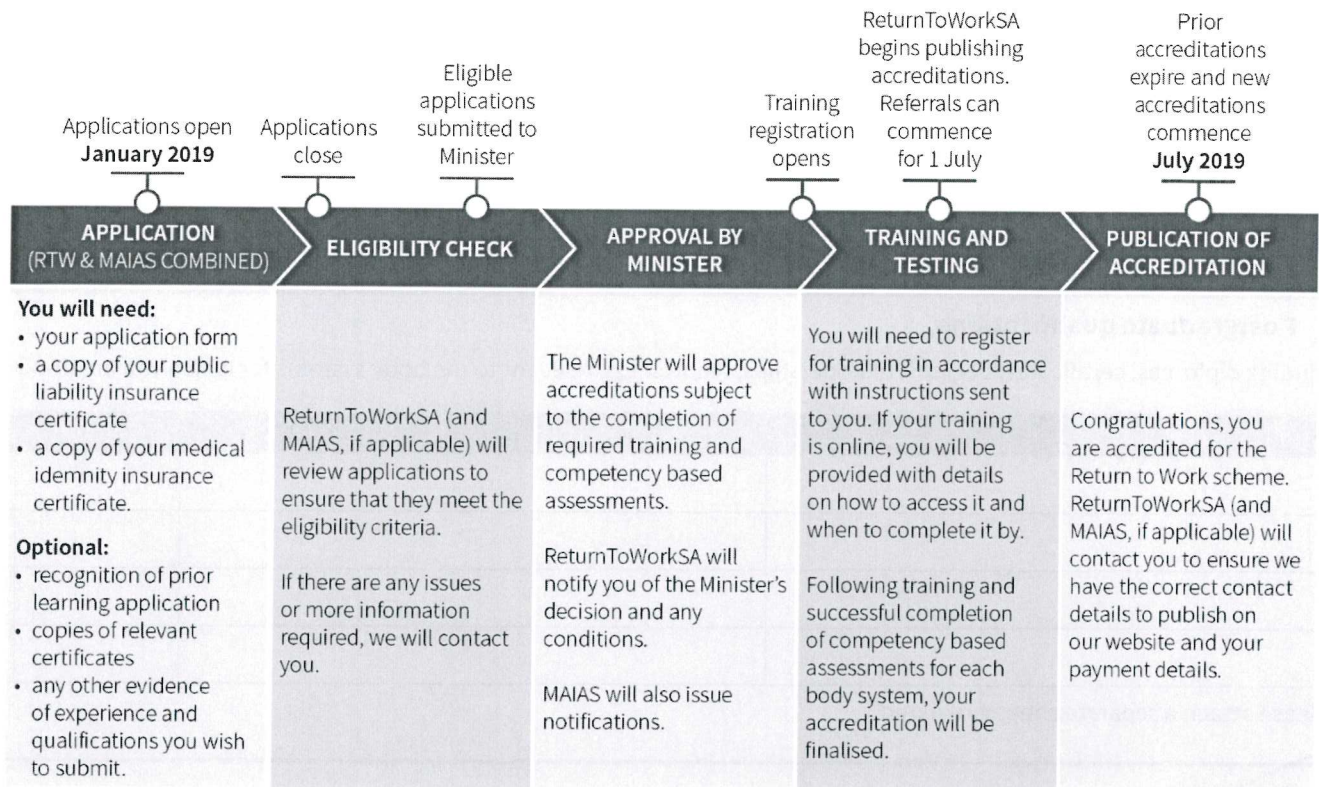 Applications open
January 2019
Applications
close
Eligible
applications
submitted to
Minister
Training
registration
opens
ReturnToWorkSA
begins publishing
accreditations.
Referrals can
commence
for 1 July
Prior
accreditations
expire and new
accreditations
commence
July 2019
APPLICATION
(RTW & MAIAS COMBINED)
ELIGIBILITY CHECK
APPROVAL BY
MINISTER
TRAINING AND
TESTING
PUBLICATION OF
ACCREDITATION
You will need:
• your application form
• a copy of your public
liability insurance
certificate
• a copy of your medical
idemnity insurance
certificate.
Optional:
• recognition of prior
learning application
• copies of relevant
certificates
• any other evidence
of experience and
qualifications you wish
to submit.
ReturnToWorkSA (and
MAIAS, if applicable) will
review applications to
ensure that they meet the
eligibility criteria.
If there are any issues
or more information
required, we will contact
you.
The Minister will approve
accreditations subject
to the completion of
required training and
competency based
assessments.
ReturnToWorkSA will
notify you of the Minister's
decision and any
conditions.
MAIAS will also issue
notifications.
You will need to register
for training in accordance
with instructions sent
to you. If your training
is online, you will be
provided with details
on how to access it and
when to complete it by.
Following training and
successful completion
of competency based
assessments for each
body system, your
accreditation will be
finalised.
Congratulations, you
are accredited for the
Return to Work scheme.
ReturnToWorkSA (and
MAIAS, if applicable) will
contact you to ensure we
have the correct contact
details to publish on
our website and your
payment details.